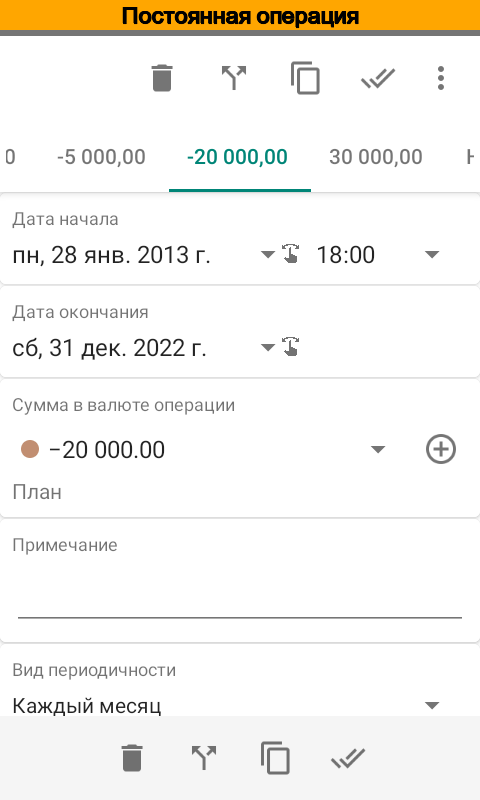 Постоянная операция
0 -5 000,00 -20 000,00 30 000,00
Дата начала
пн, 28 янв. 2013 г. 18:00
Дата окончания
сб, 31 дек. 2022 г.
Сумма в валюте операции
−20 000.00
План
Примечание
Вид периодичности
Каждый месяц